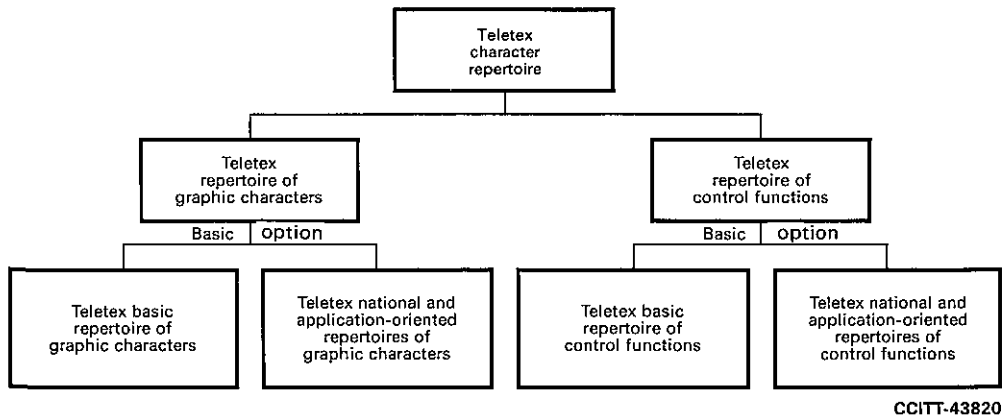 Teletex
character
repertoire
Teletex
repertoire of
graphic characters
Teletex
repertoire of
control functions
Basic option
Basic option
Teletex basic
repertoire of
graphic characters
Teletex national and
application-oriented
repertoires of
graphic characters
Teletex basic
repertoire of
control functions
Teletex national and
application-oriented
repertoires of
control functions
CCITT-43820